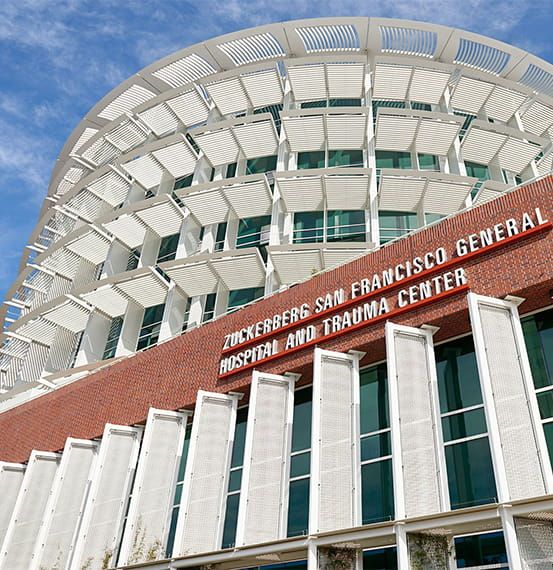 ZUCKERBERG SAN FRANCISCO GENERAL
HOSPITAL AND TRAUMA CENTER